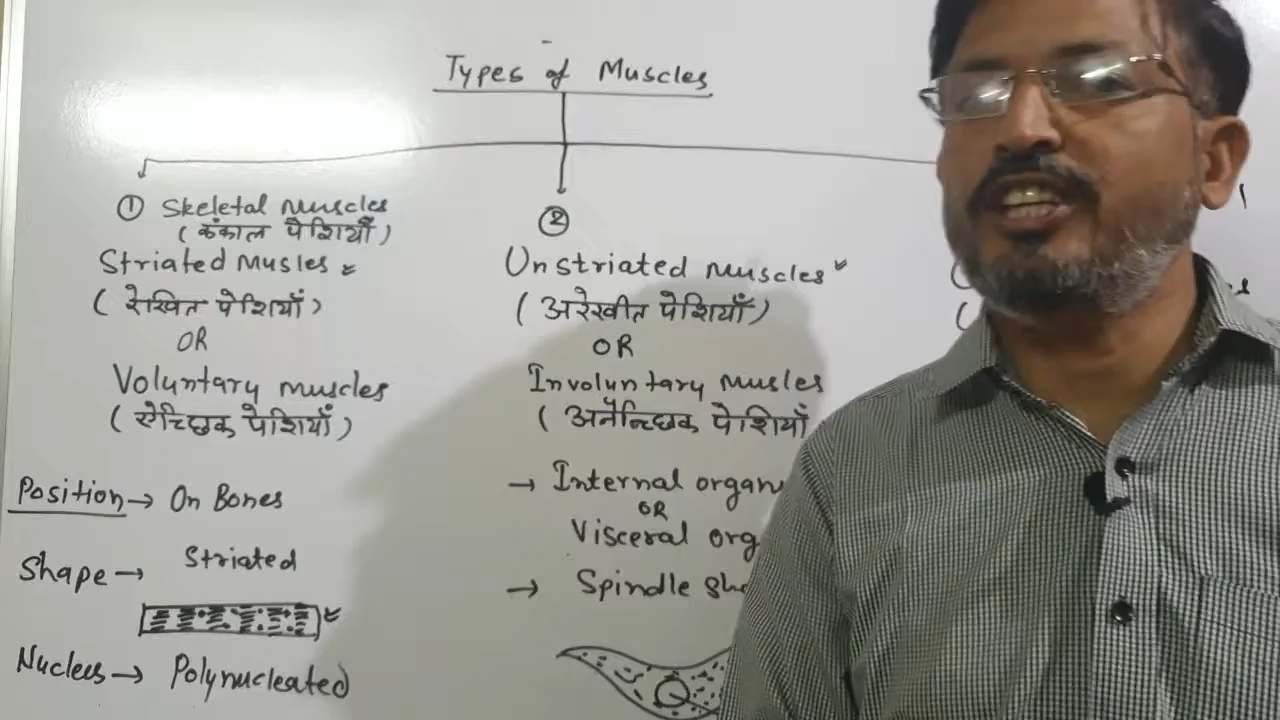 Types of Muscles
① Skeletal Muscles
(कंकाल पेशियाँ)
Striated Musles
(रेखित पेशियाँ)
OR
Voluntary muscles
(ऐच्छिक पेशियाँ)
Position → On Bones
Shape → Striated
Nucleus → Polynucleated
②
Unstriated muscles
(अरेखीत पेशियाँ)
OR
Involuntary Musles
(अनैच्छिक पेशियाँ
→ Internal organ
OR
Visceral org
→ Spindle sha